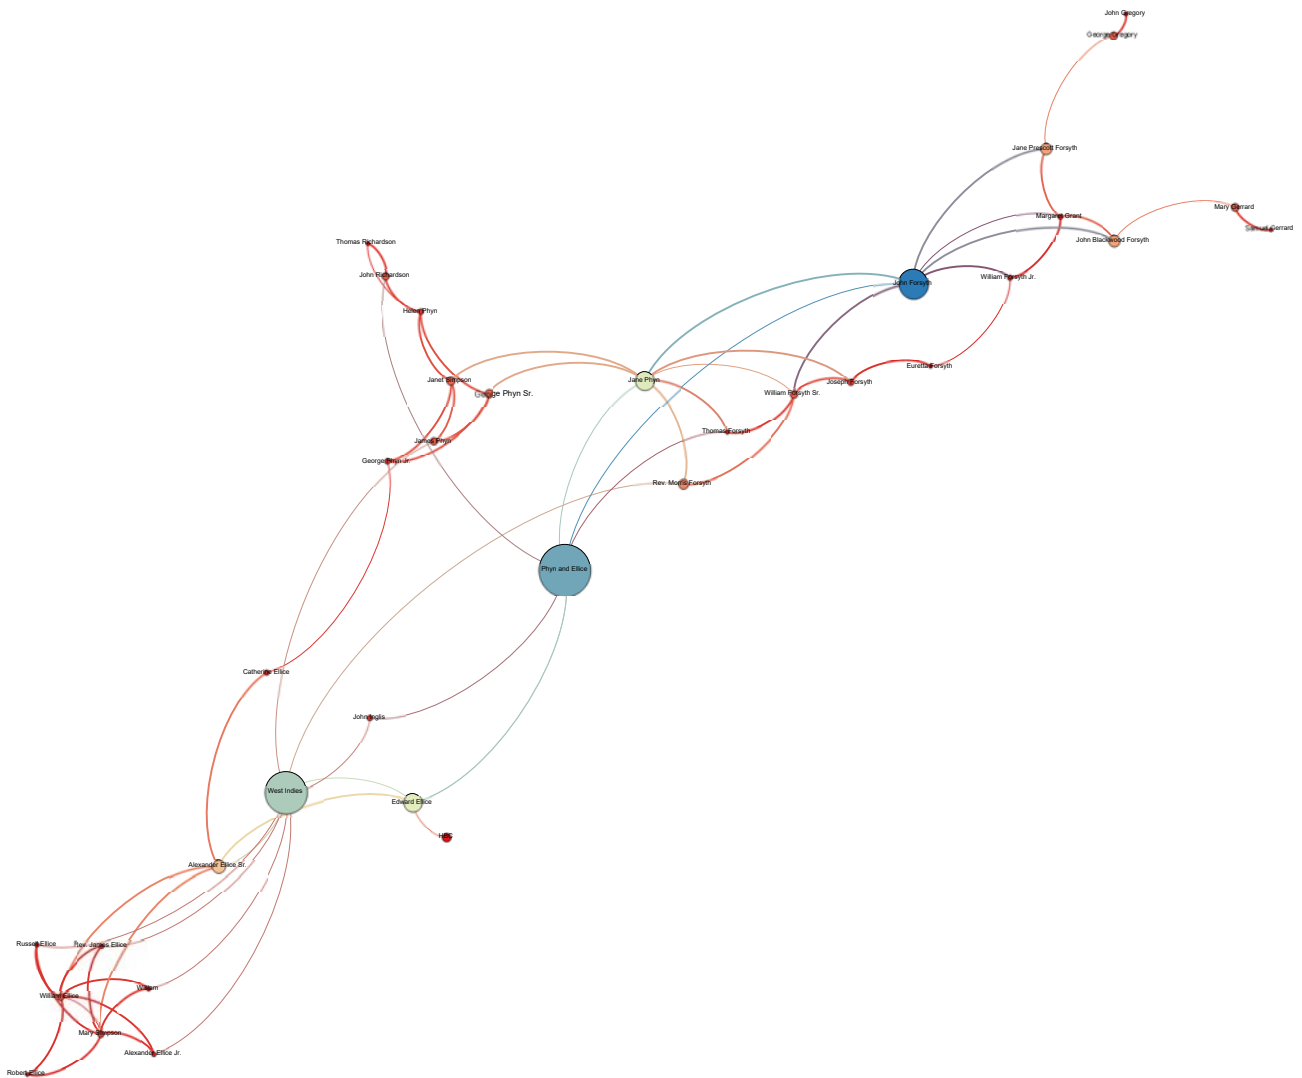 John Gregory
George Gregory
Jane Prescott Forsyth
Mary Gerrard
Margaret Grant
Samuel Gerrard
John Blackwood Forsyth
Thomas Richardson
John Richardson
William Forsyth Jr.
John Forsyth
Helen Phyn
Euretta Forsyth
Janet Simpson
Jane Phyn
Joseph Forsyth
George Phyn Sr.
William Forsyth Sr.
Thomas Forsyth
James Phyn
George Phyn Jr.
Rev. Morris Forsyth
Phyn and Ellice
Catherine Ellice
John Inglis
West Indies
Edward Ellice
HBC
Alexander Ellice Sr.
Russell Ellice
Rev. James Ellice
William
William Ellice
Mary Simpson
Alexander Ellice Jr.
Robert Ellice